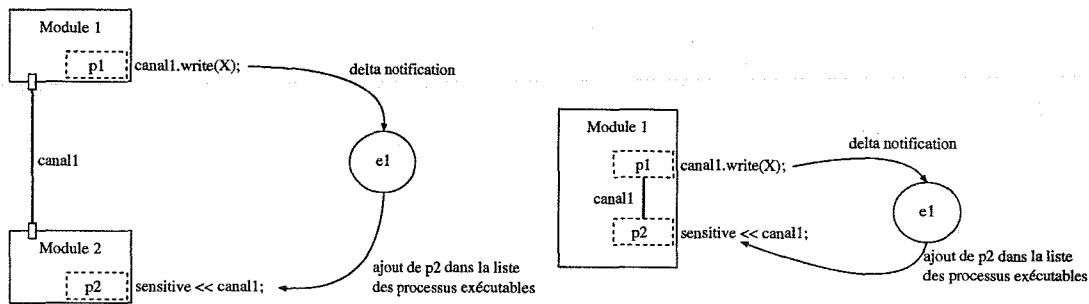 Module 1
p1
canal1.write(X);
delta notification
canal1
e1
Module 2
p2
sensitive << canal1;
ajout de p2 dans la liste
des processus exécutables
Module 1
p1
canal1.write(X);
delta notification
canal1
p2
sensitive << canal1;
e1
ajout de p2 dans la liste
des processus exécutables